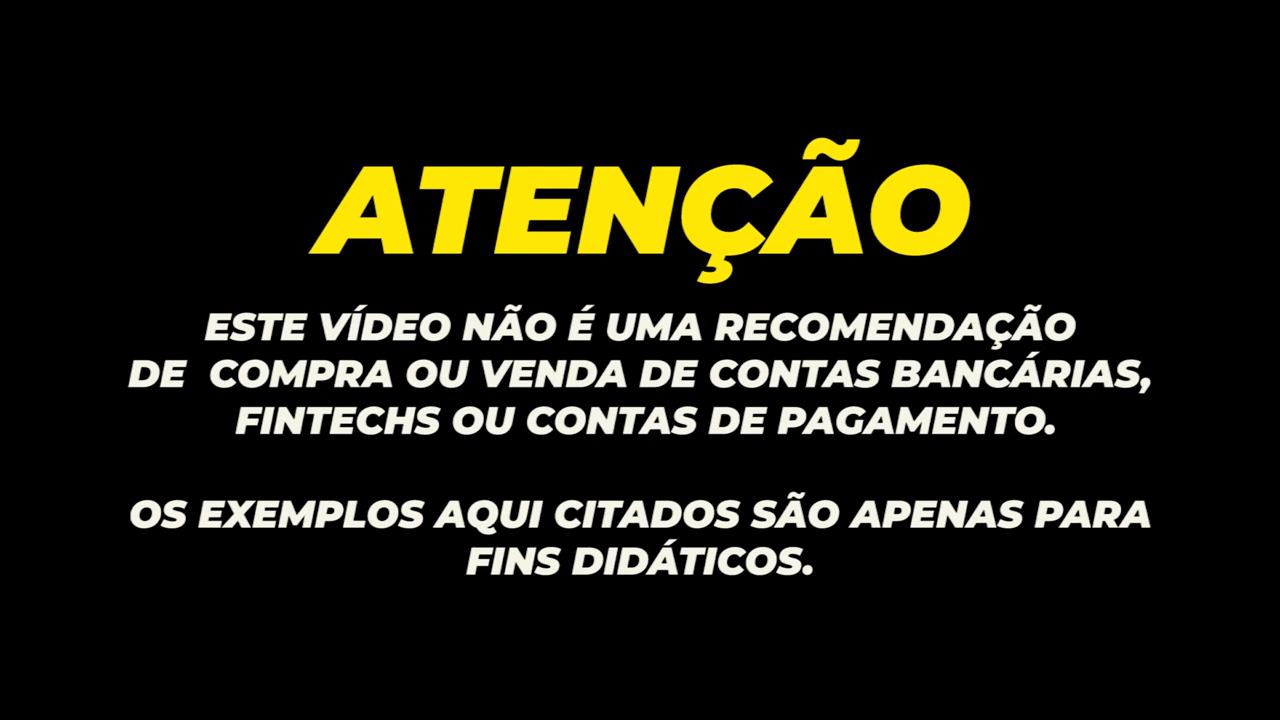 ATENÇÃO
ESTE VÍDEO NÃO É UMA RECOMENDAÇÃO
DE COMPRA OU VENDA DE CONTAS BANCÁRIAS,
FINTECHS OU CONTAS DE PAGAMENTO.
OS EXEMPLOS AQUI CITADOS SÃO APENAS PARA
FINS DIDÁTICOS.